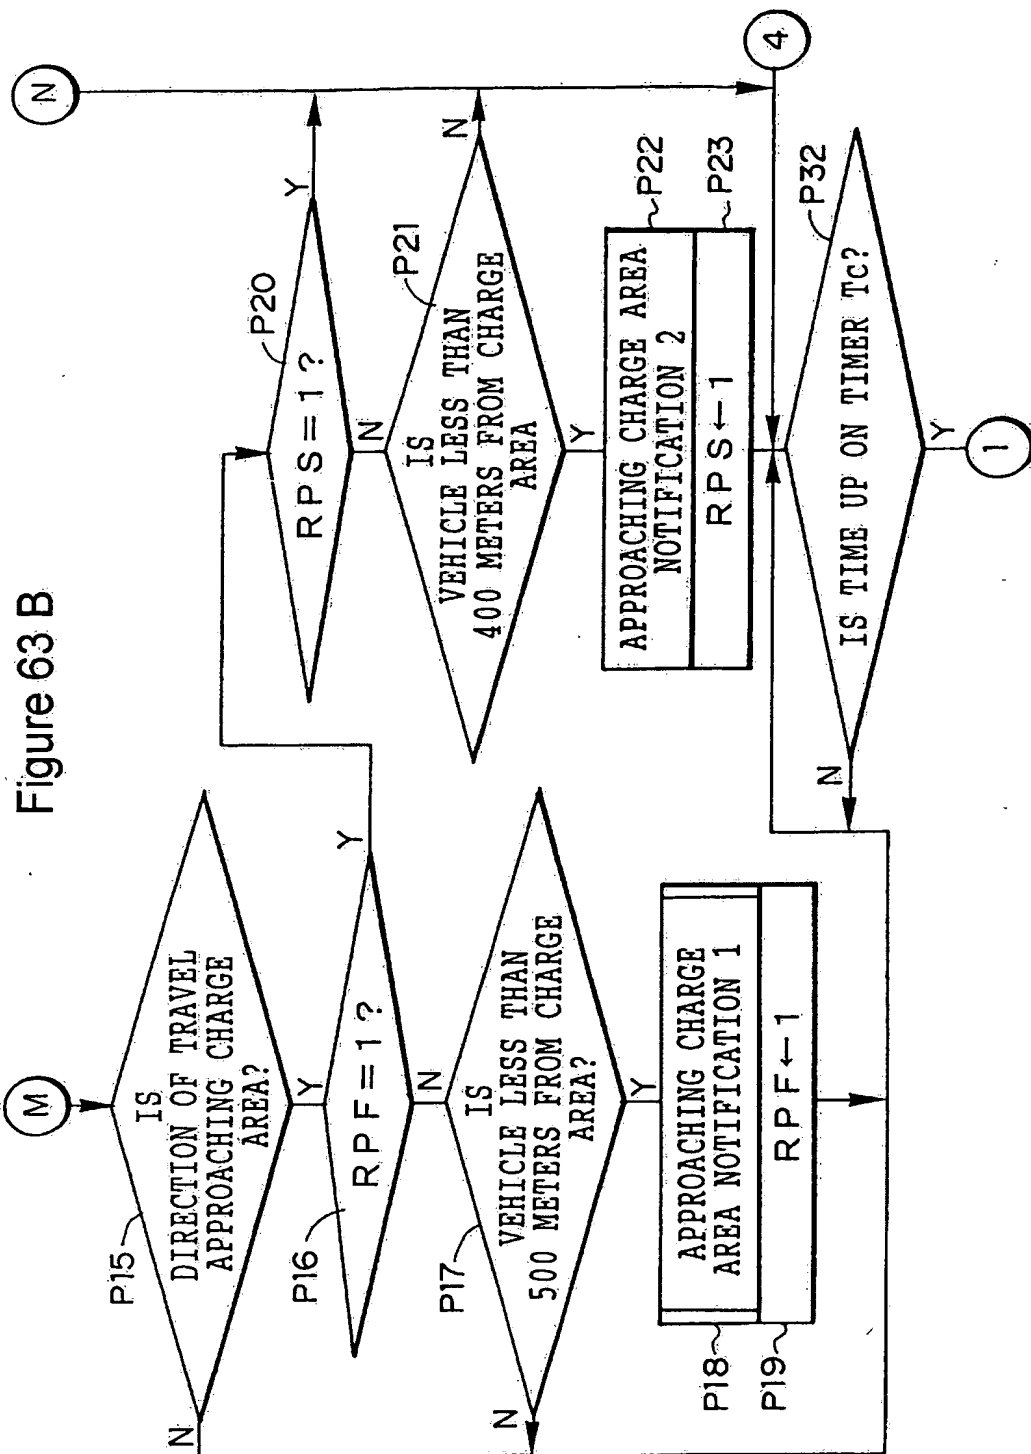 Figure 63 B
M
P15
IS
DIRECTION OF TRAVEL
APPROACHING CHARGE
AREA?
N
Y
P16
RPF=1?
Y
N
P17
IS
VEHICLE LESS THAN
500 METERS FROM CHARGE
AREA?
N
Y
P18
APPROACHING CHARGE
AREA NOTIFICATION 1
P19
RPF←1
N
P20
RPS=1?
Y
N
P21
IS
VEHICLE LESS THAN
400 METERS FROM CHARGE
AREA
N
Y
APPROACHING CHARGE AREA
NOTIFICATION 2
P22
RPS←1
P23
4
P32
IS TIME UP ON TIMER Tc?
N
Y
1